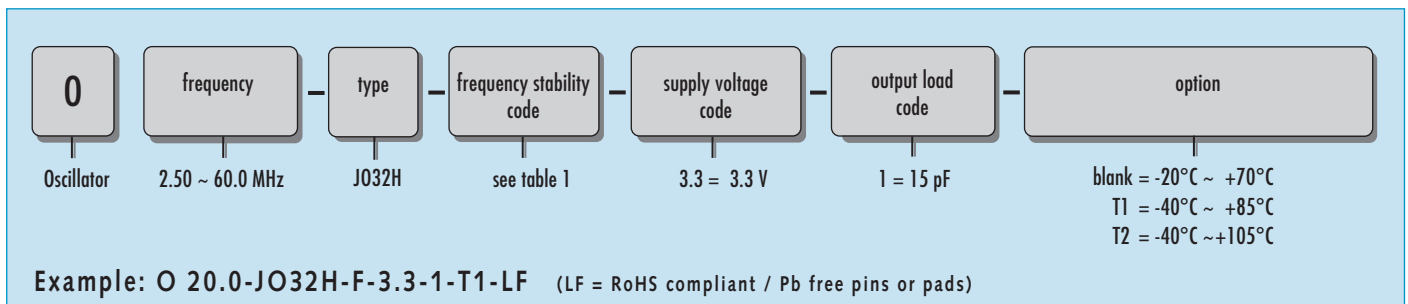 O
frequency
–
type
–
frequency stability
code
–
supply voltage
code
–
output load
code
–
option
Oscillator
2.50 ~ 60.0 MHz
JO32H
see table 1
3.3 = 3.3 V
1 = 15 pF
blank = -20°C ~ +70°C
T1 = -40°C ~ +85°C
T2 = -40°C ~+105°C
Example: O 20.0-JO32H-F-3.3-1-T1-LF (LF = RoHS compliant / Pb free pins or pads)